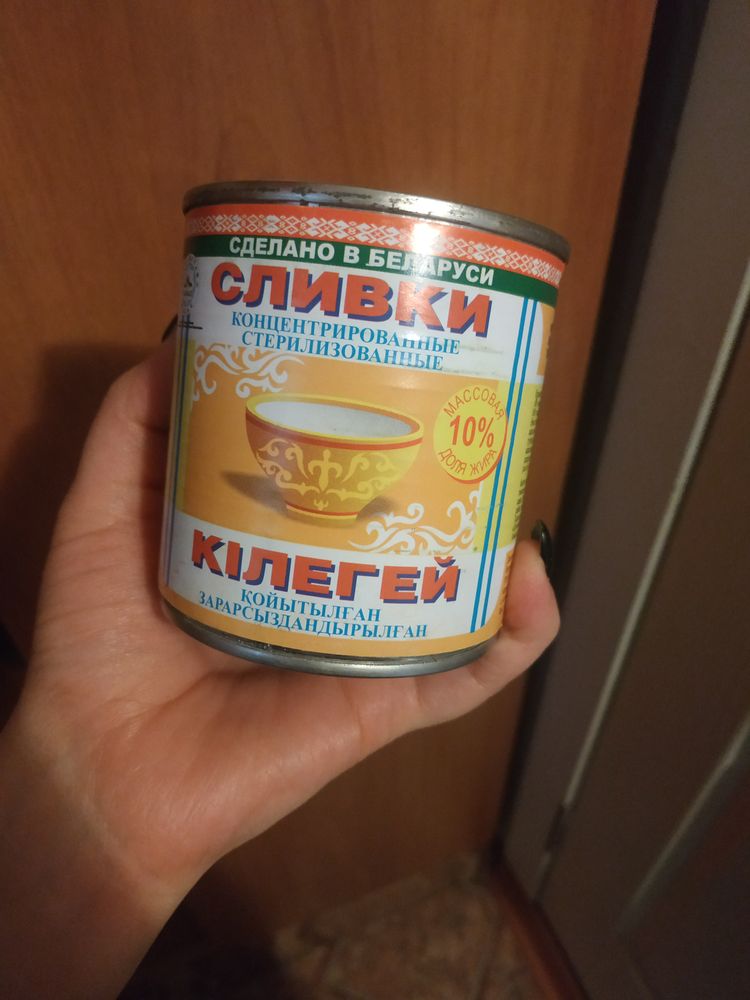 СДЕЛАНО В БЕЛАРУСИ
СЛИВКИ
КОНЦЕНТРИРОВАННЫЕ
СТЕРИЛИЗОВАННЫЕ
МАССОВАЯ
10%
ДОЛЯ ЖИРА
КІЛЕГЕЙ
ҚОЙЫТЫЛҒАН
ЗАРАРСЫЗДАНДЫРЫЛҒАН